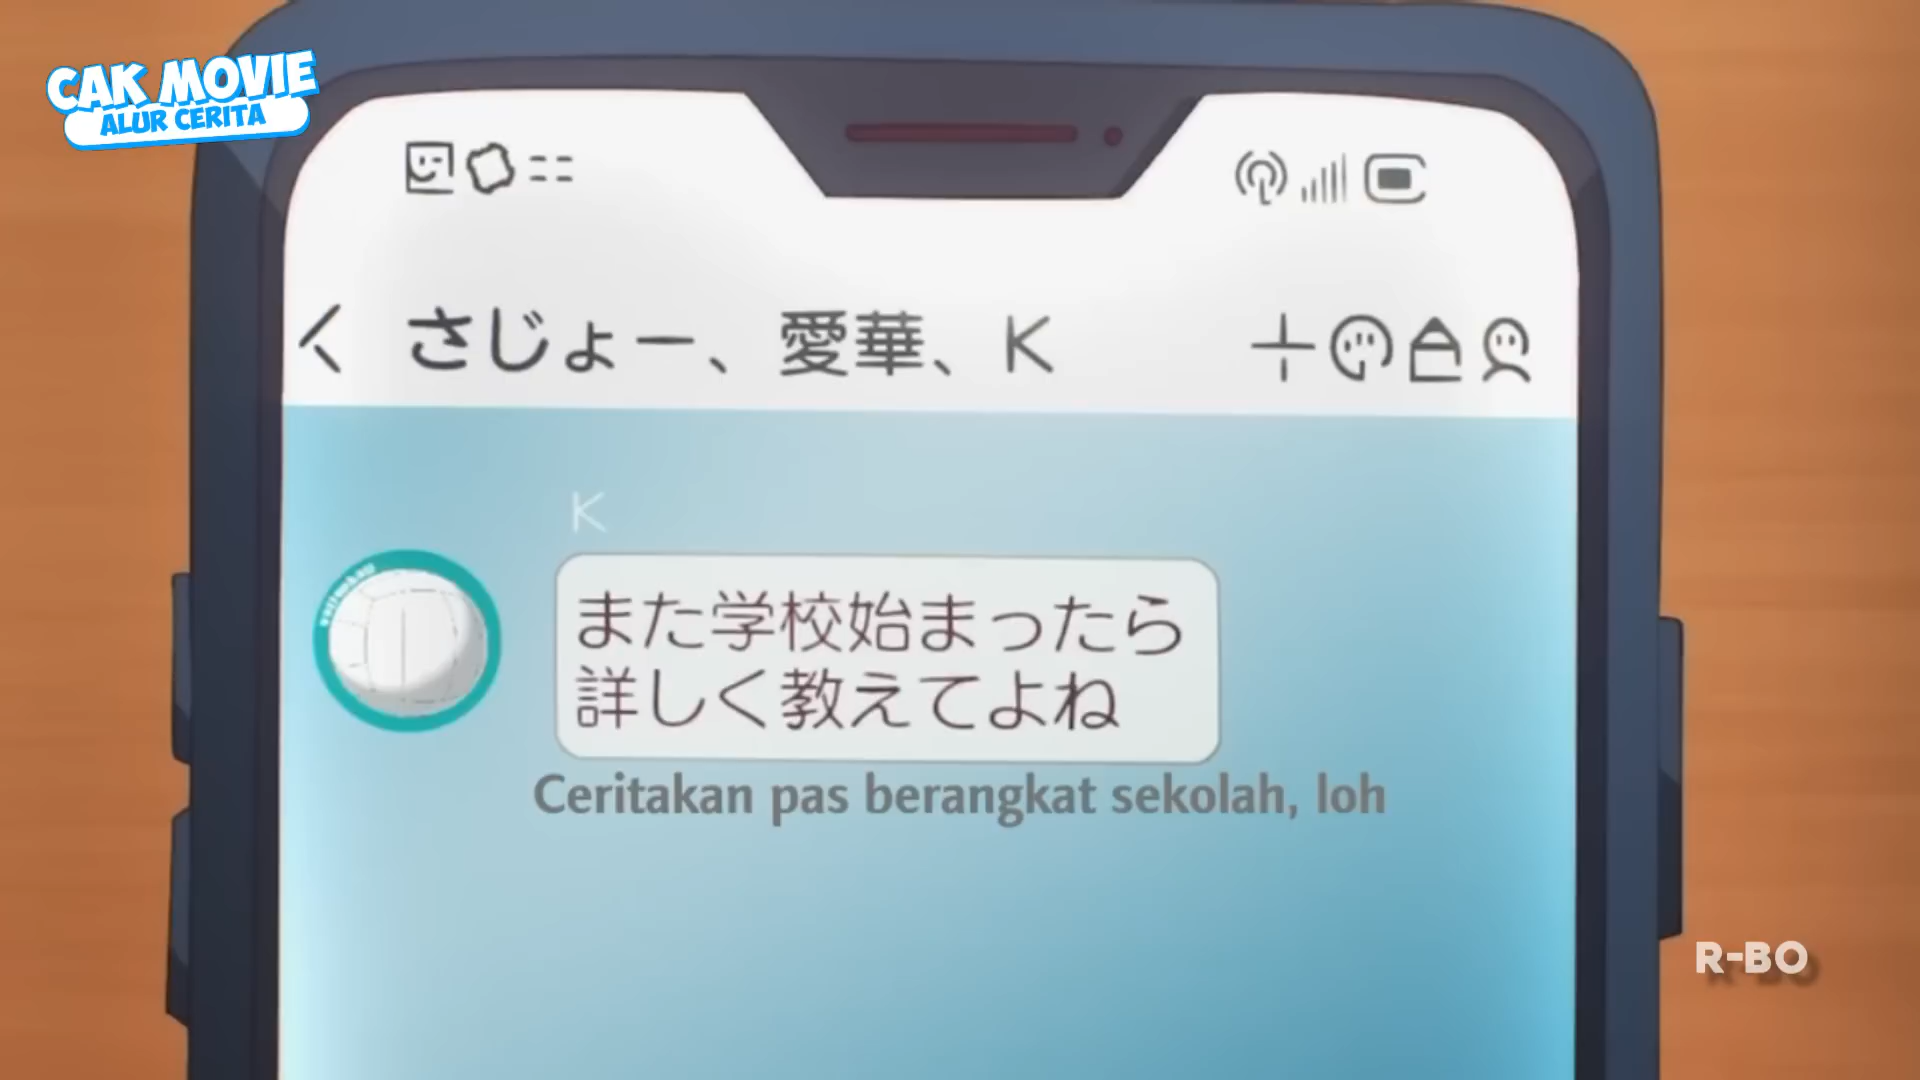 CAK MOVIE
ALUR CERITA
さじょー、愛華、K
K
また学校始まったら
詳しく教えてよね
Ceritakan pas berangkat sekolah, loh
R-BO